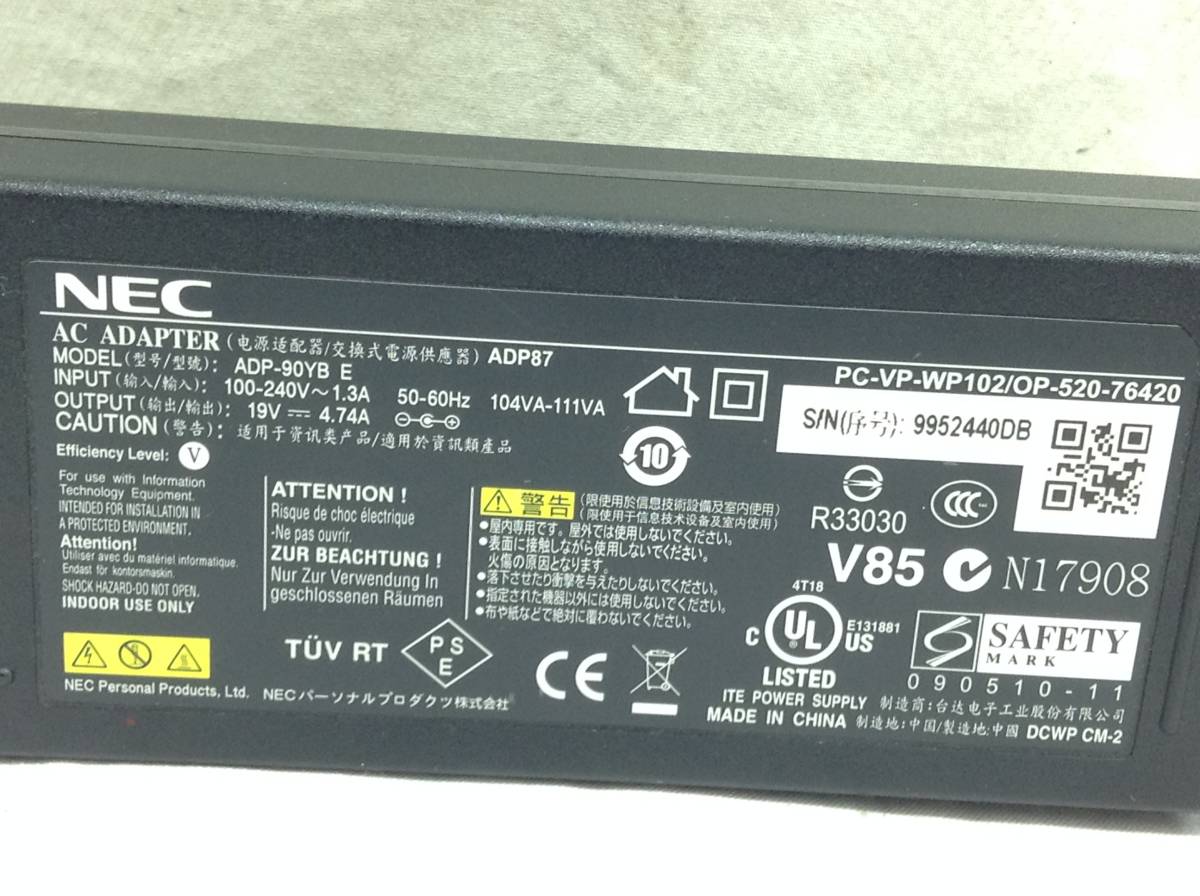 NEC
AC ADAPTER (电源适配器/交換式電源供應器) ADP87
MODEL (型号/型號): ADP-90YB E
INPUT (输入/輸入): 100-240V~1.3A 50-60Hz 104VA-111VA
OUTPUT (输出/輸出): 19V 4.74A
CAUTION (警告): 适用于资讯类产品/適用於資訊類產品
Efficiency Level: V
For use with Information
Technology Equipment.
INTENDED FOR INSTALLATION IN
A PROTECTED ENVIRONMENT.
Attention!
Utiliser avec du matériel informatique.
Endast för kontorsmaskin.
SHOCK HAZARD-DO NOT OPEN.
INDOOR USE ONLY
NEC Personal Products, Ltd.
ATTENTION !
Risque de choc électrique
-Ne pas ouvrir.
ZUR BEACHTUNG !
Nur Zur Verwendung In
geschlossenen Räumen
TÜV RT
P S
E
NECパーソナルプロダクツ株式会社
10
警告 (限使用於信息技術設備及室内使用)
(限使用于信息技术设备及室内使用)
●屋内専用です。屋外では使用しないでください。
●表面に接触しながら使用しないでください。
火傷の原因となります。
●落下させたり衝撃を与えたりしないでください。
●指定された機器以外には使用しないでください。
●布や紙などで絶対に覆わないでください。
CE
PC-VP-WP102/OP-520-76420
S/N(序号): 9952440DB
R33030
CCC
V85 N17908
4T18
C UL US
E131881
LISTED
ITE POWER SUPPLY
MADE IN CHINA
SAFETY
MARK
090510-11
制造商:台达电子工业股份有限公司
制造地:中国/製造地:中國 DCWP CM-2